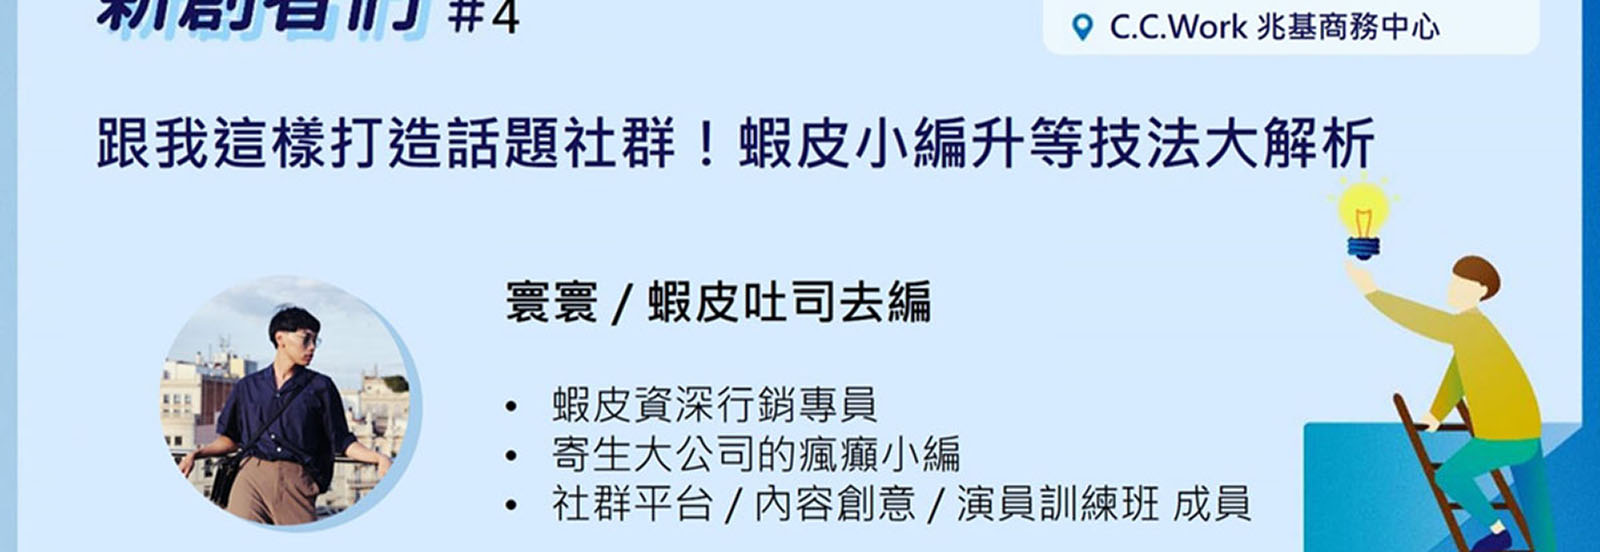 新創者們 #4
C.C.Work 兆基商務中心
跟我這樣打造話題社群！蝦皮小編升等技法大解析
寰寰 / 蝦皮吐司去編
• 蝦皮資深行銷專員
• 寄生大公司的瘋癲小編
• 社群平台 / 內容創意 / 演員訓練班 成員